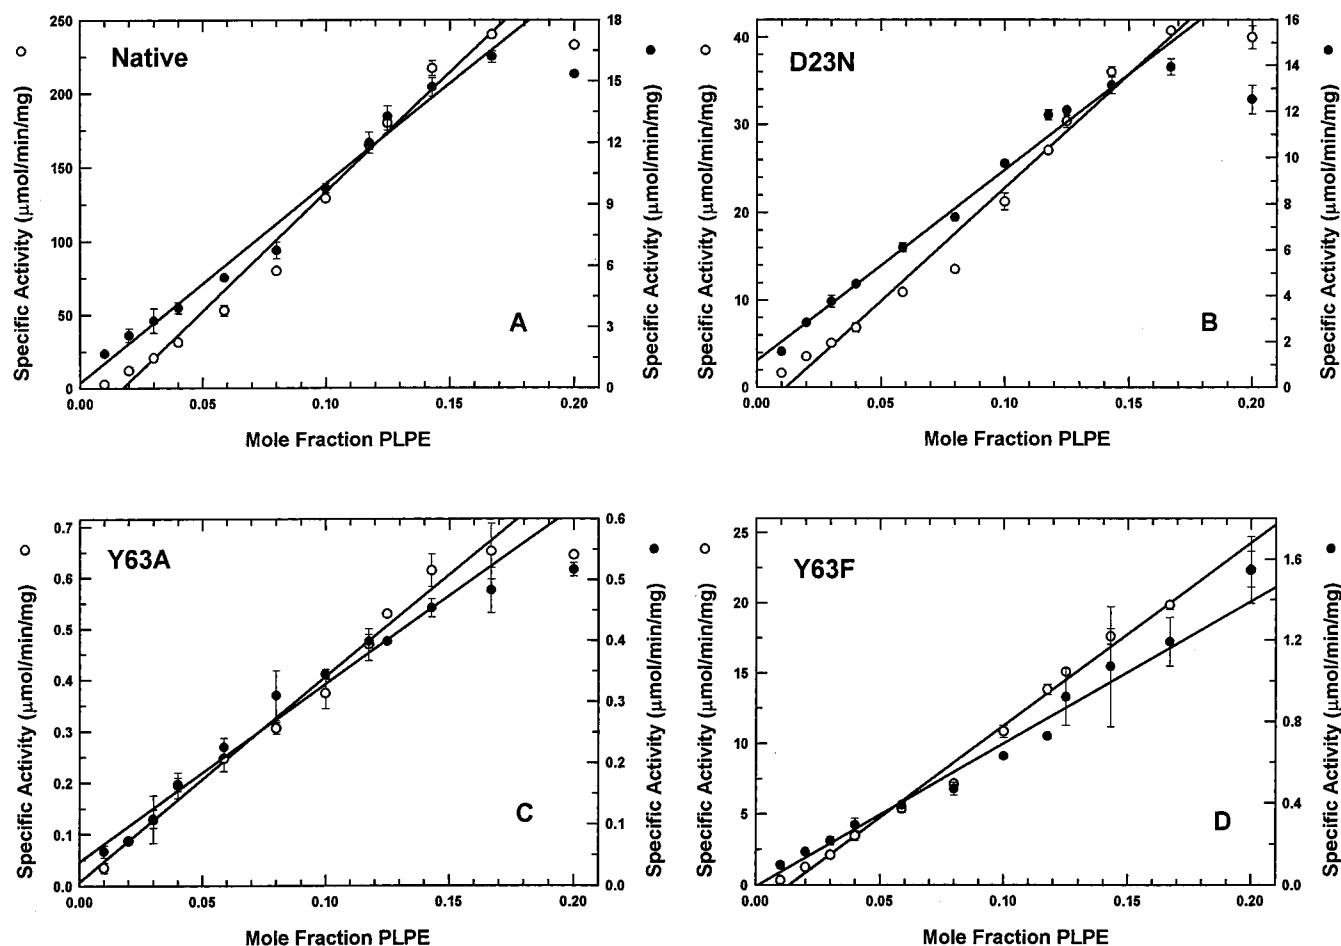 Native
A
250
200
150
100
50
0
18
15
12
9
6
3
0
0.00 0.05 0.10 0.15 0.20
Specific Activity (μmol/min/mg)
Specific Activity (μmol/min/mg)
Mole Fraction PLPE
D23N
B
40
30
20
10
0
16
14
12
10
8
6
4
2
0
0.00 0.05 0.10 0.15 0.20
Specific Activity (μmol/min/mg)
Specific Activity (μmol/min/mg)
Mole Fraction PLPE
Y63A
C
0.7
0.6
0.5
0.4
0.3
0.2
0.1
0.0
0.6
0.5
0.4
0.3
0.2
0.1
0.0
0.00 0.05 0.10 0.15 0.20
Specific Activity (μmol/min/mg)
Specific Activity (μmol/min/mg)
Mole Fraction PLPE
Y63F
D
25
20
15
10
5
0
1.6
1.2
0.8
0.4
0.0
0.00 0.05 0.10 0.15 0.20
Specific Activity (μmol/min/mg)
Specific Activity (μmol/min/mg)
Mole Fraction PLPE